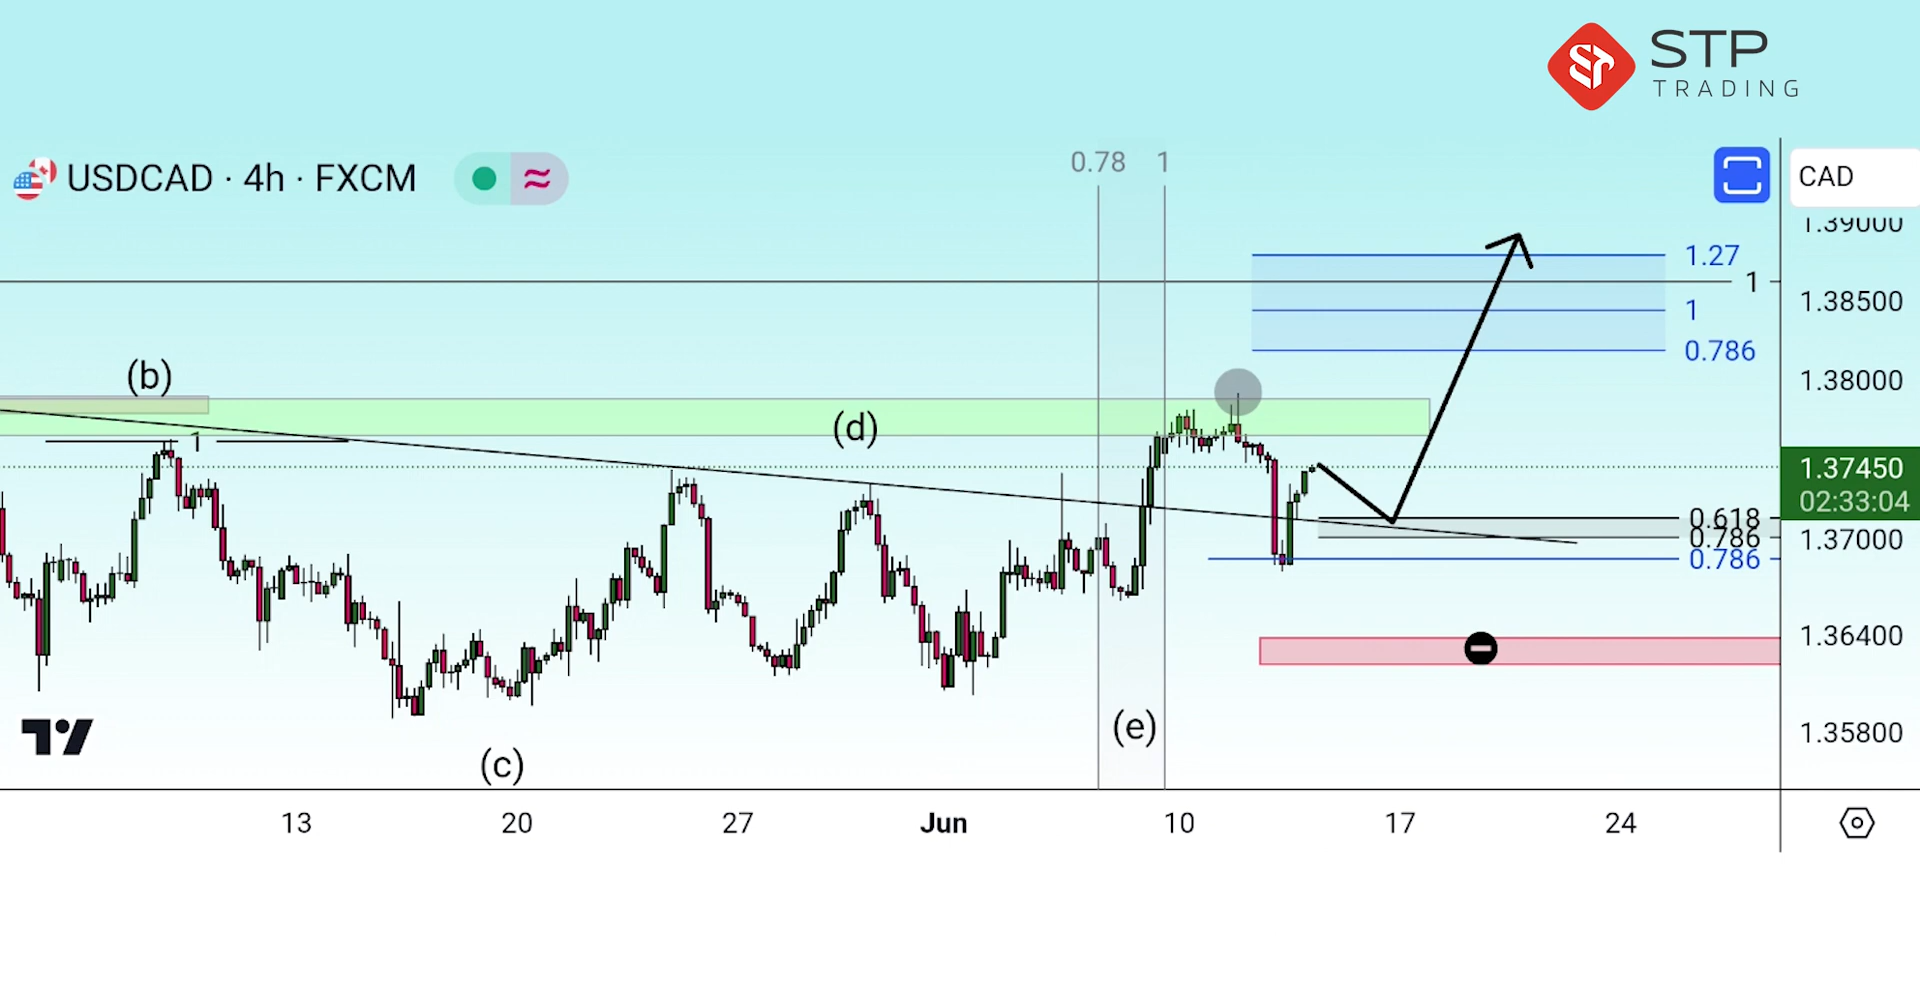 STP
TRADING
USDCAD · 4h · FXCM
0.78 1
CAD
1.39000
1.27
1
1.38500
1
0.786
1.38000
(b)
(d)
1
1.37450
02:33:04
0.618
0.786
1.37000
0.786
1.36400
(e)
1.35800
(c)
13 20 27 Jun 10 17 24